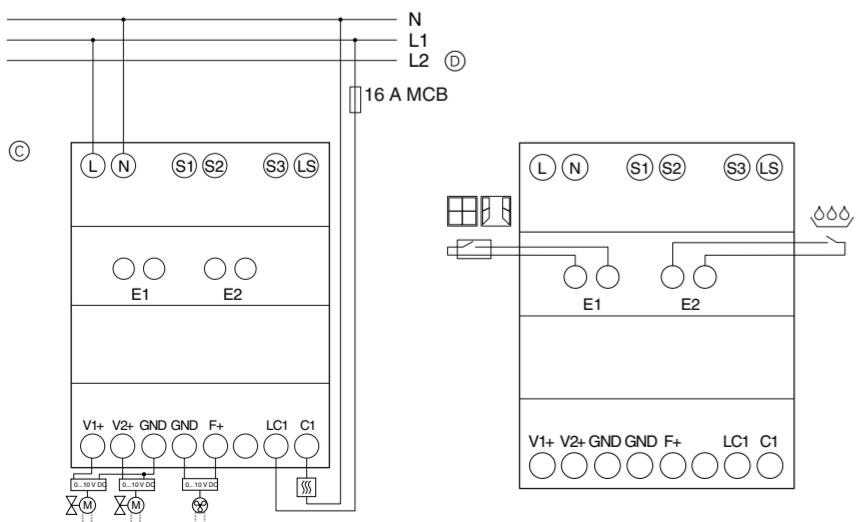 N
L1
L2 D
16 A MCB
C
L N S1 S2 S3 LS
E1 E2
V1+ V2+ GND GND F+ LC1 C1
0...10 V DC 0...10 V DC 0...10 V DC
M M
L N S1 S2 S3 LS
E1 E2
V1+ V2+ GND GND F+ LC1 C1